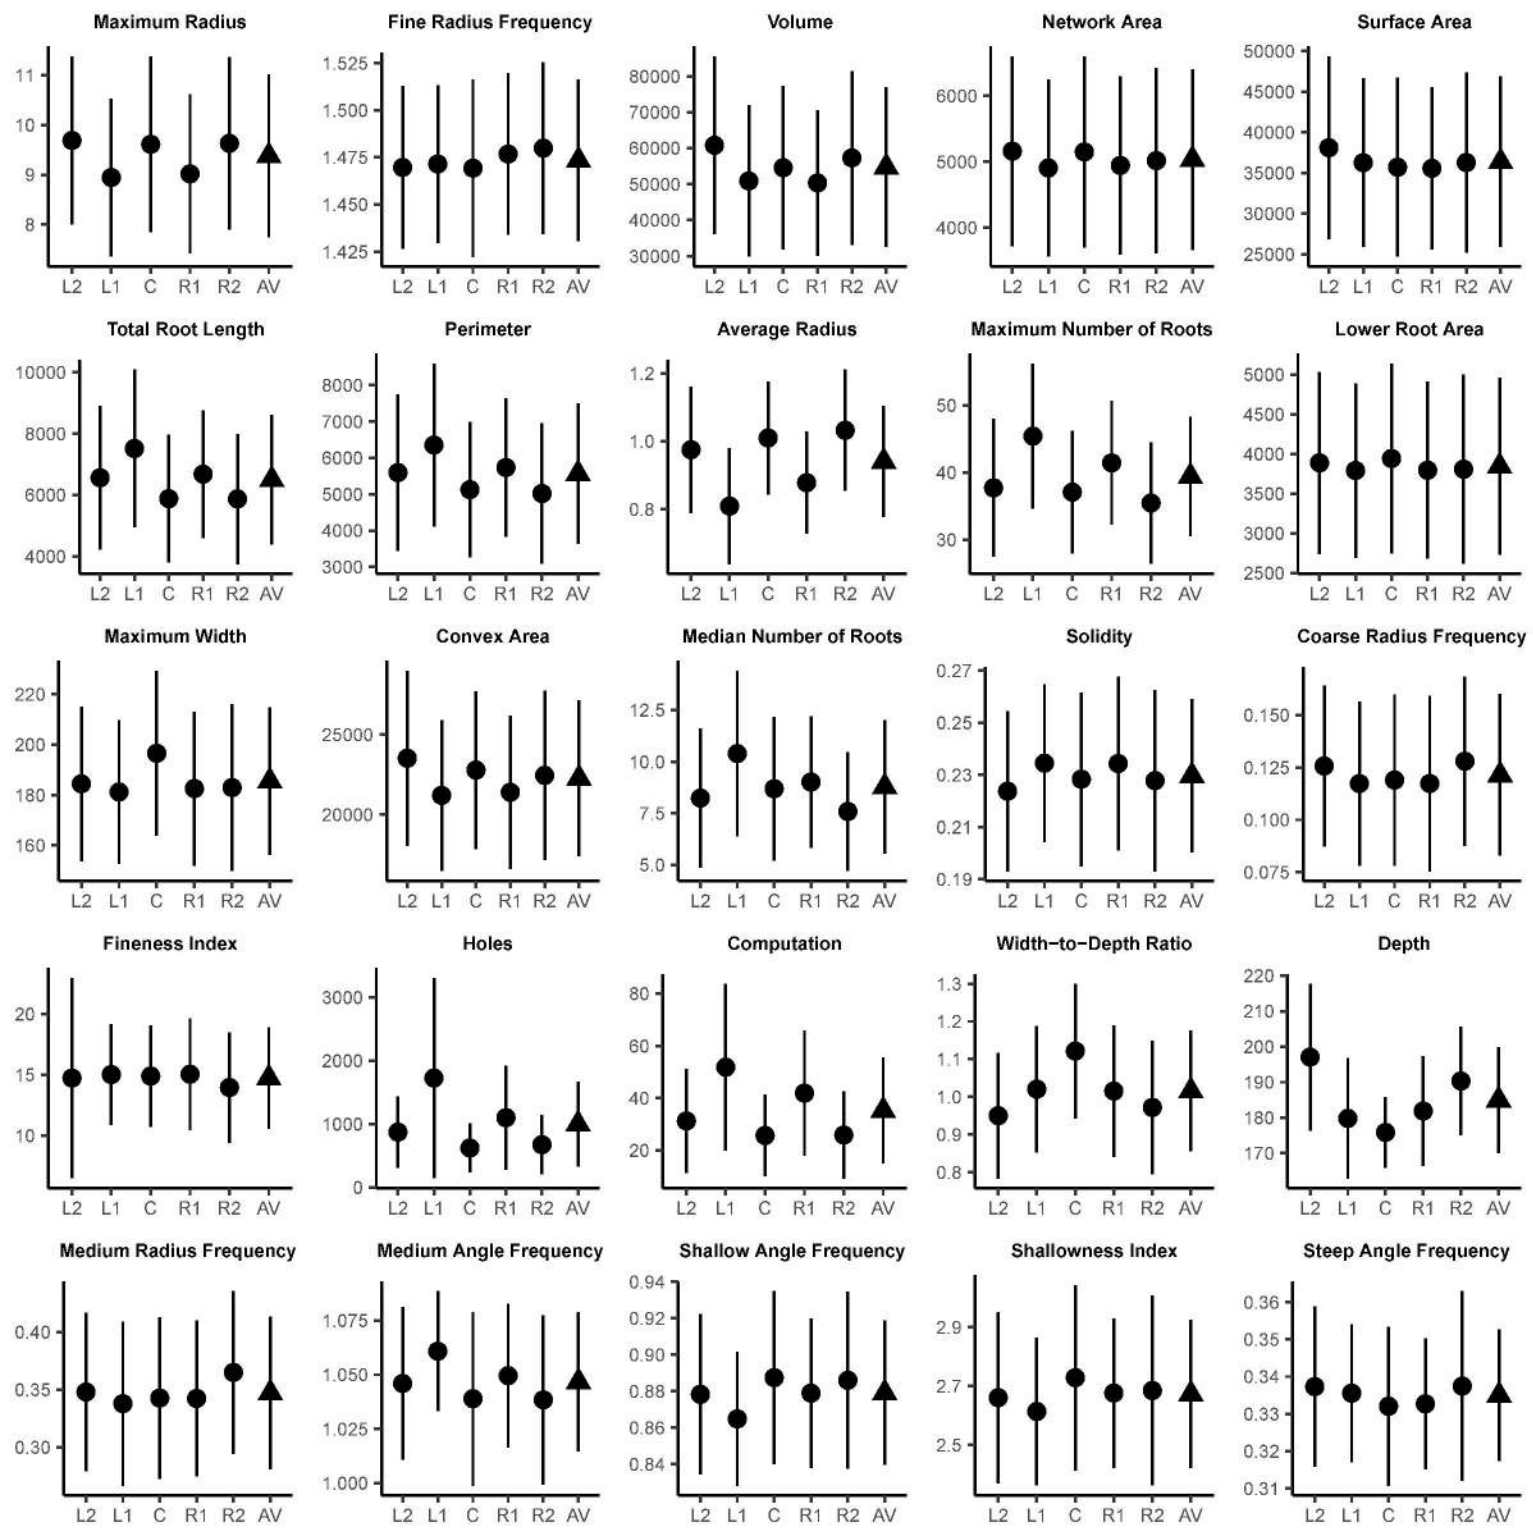 Maximum Radius
11
10
9
8
L2 L1 C R1 R2 AV
Fine Radius Frequency
1.525
1.500
1.475
1.450
1.425
L2 L1 C R1 R2 AV
Volume
80000
70000
60000
50000
40000
30000
L2 L1 C R1 R2 AV
Network Area
6000
5000
4000
L2 L1 C R1 R2 AV
Surface Area
50000
45000
40000
35000
30000
25000
L2 L1 C R1 R2 AV
Total Root Length
10000
8000
6000
4000
L2 L1 C R1 R2 AV
Perimeter
8000
7000
6000
5000
4000
3000
L2 L1 C R1 R2 AV
Average Radius
1.2
1.0
0.8
L2 L1 C R1 R2 AV
Maximum Number of Roots
50
40
30
L2 L1 C R1 R2 AV
Lower Root Area
5000
4500
4000
3500
3000
2500
L2 L1 C R1 R2 AV
Maximum Width
220
200
180
160
L2 L1 C R1 R2 AV
Convex Area
25000
20000
L2 L1 C R1 R2 AV
Median Number of Roots
12.5
10.0
7.5
5.0
L2 L1 C R1 R2 AV
Solidity
0.27
0.25
0.23
0.21
0.19
L2 L1 C R1 R2 AV
Coarse Radius Frequency
0.150
0.125
0.100
0.075
L2 L1 C R1 R2 AV
Fineness Index
20
15
10
L2 L1 C R1 R2 AV
Holes
3000
2000
1000
0
L2 L1 C R1 R2 AV
Computation
80
60
40
20
L2 L1 C R1 R2 AV
Width−to−Depth Ratio
1.3
1.2
1.1
1.0
0.9
0.8
L2 L1 C R1 R2 AV
Depth
220
210
200
190
180
170
L2 L1 C R1 R2 AV
Medium Radius Frequency
0.40
0.35
0.30
L2 L1 C R1 R2 AV
Medium Angle Frequency
1.075
1.050
1.025
1.000
L2 L1 C R1 R2 AV
Shallow Angle Frequency
0.94
0.92
0.90
0.88
0.86
0.84
L2 L1 C R1 R2 AV
Shallowness Index
2.9
2.7
2.5
L2 L1 C R1 R2 AV
Steep Angle Frequency
0.36
0.35
0.34
0.33
0.32
0.31
L2 L1 C R1 R2 AV